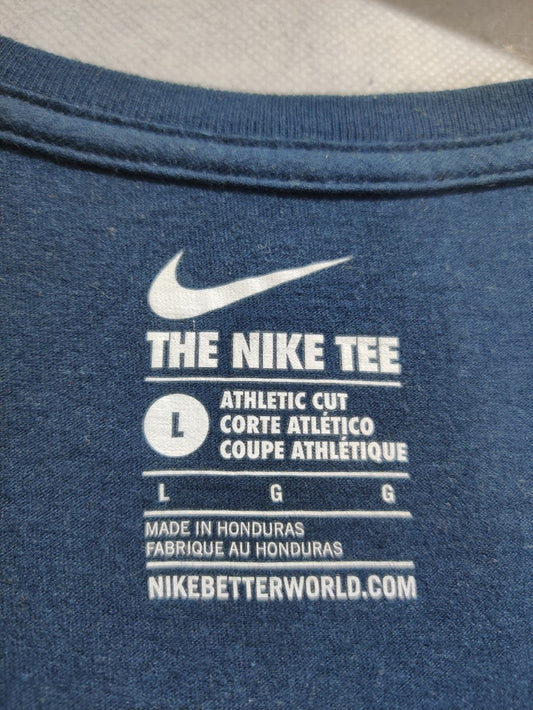 THE NIKE TEE
L
ATHLETIC CUT
CORTE ATLÉTICO
COUPE ATHLÉTIQUE
L G G
MADE IN HONDURAS
FABRIQUE AU HONDURAS
NIKEBETTERWORLD.COM